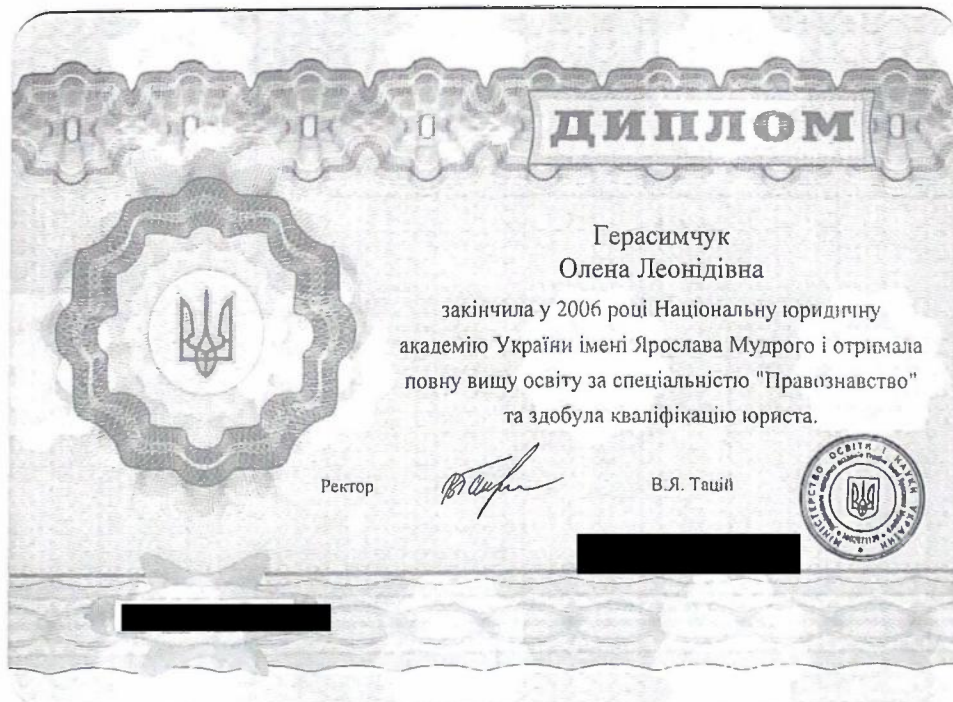 ДИПЛОМ
Герасимчук
Олена Леонідівна
закінчила у 2006 році Національну юридичну
академію України імені Ярослава Мудрого і отримала
повну вищу освіту за спеціальністю "Правознавство"
та здобула кваліфікацію юриста.
Ректор
В.Я. Тацій
МІНІСТЕРСТВО ОСВІТИ І НАУКИ УКРАЇНИ